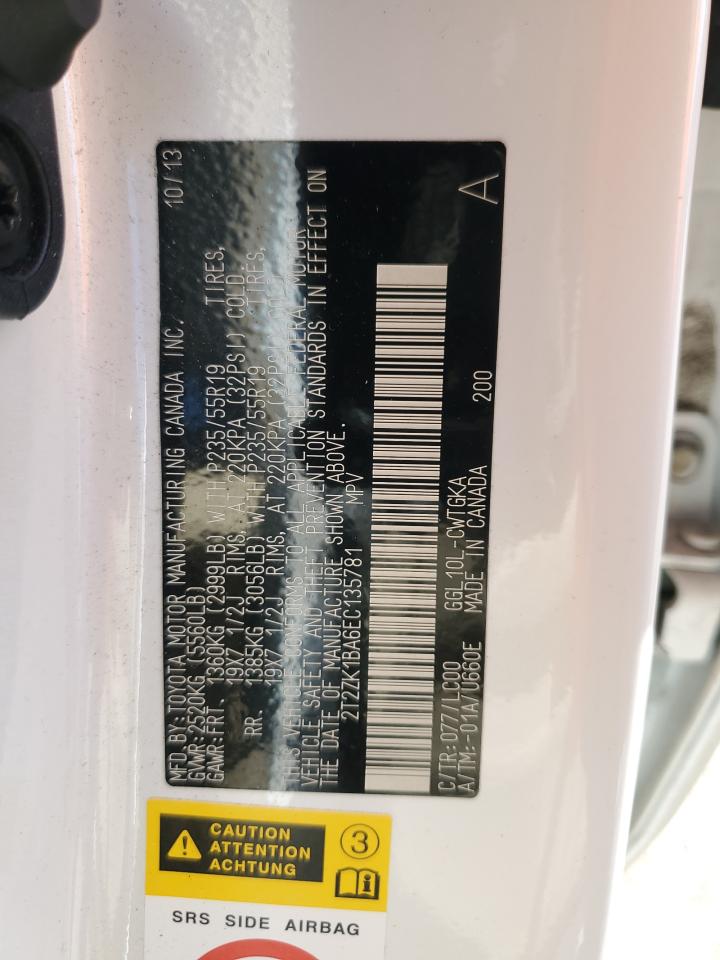 MFD BY: TOYOTA MOTOR MANUFACTURING CANADA INC. 10/13
GVWR:2520KG (5560LB)
GAWR:FRT. 1360KG (2999LB) WITH P235/55R19 TIRES,
19X7 1/2J RIMS, AT 220KPA (32PSI) COLD
RR. 1385KG (3056LB) WITH P235/55R19 TIRES,
19X7 1/2J RIMS, AT 220KPA (32PSI) COLD
THIS VEHICLE CONFORMS TO ALL APPLICABLE FEDERAL MOTOR
VEHICLE SAFETY AND THEFT PREVENTION STANDARDS IN EFFECT ON
THE DATE OF MANUFACTURE SHOWN ABOVE.
2T2ZK1BA6EC135781 MPV
C/TR:077/LC00 GGL10L-CWTGKA 200 A
A/TM:-01A/U660E MADE IN CANADA
CAUTION
ATTENTION
ACHTUNG
3
SRS SIDE AIRBAG